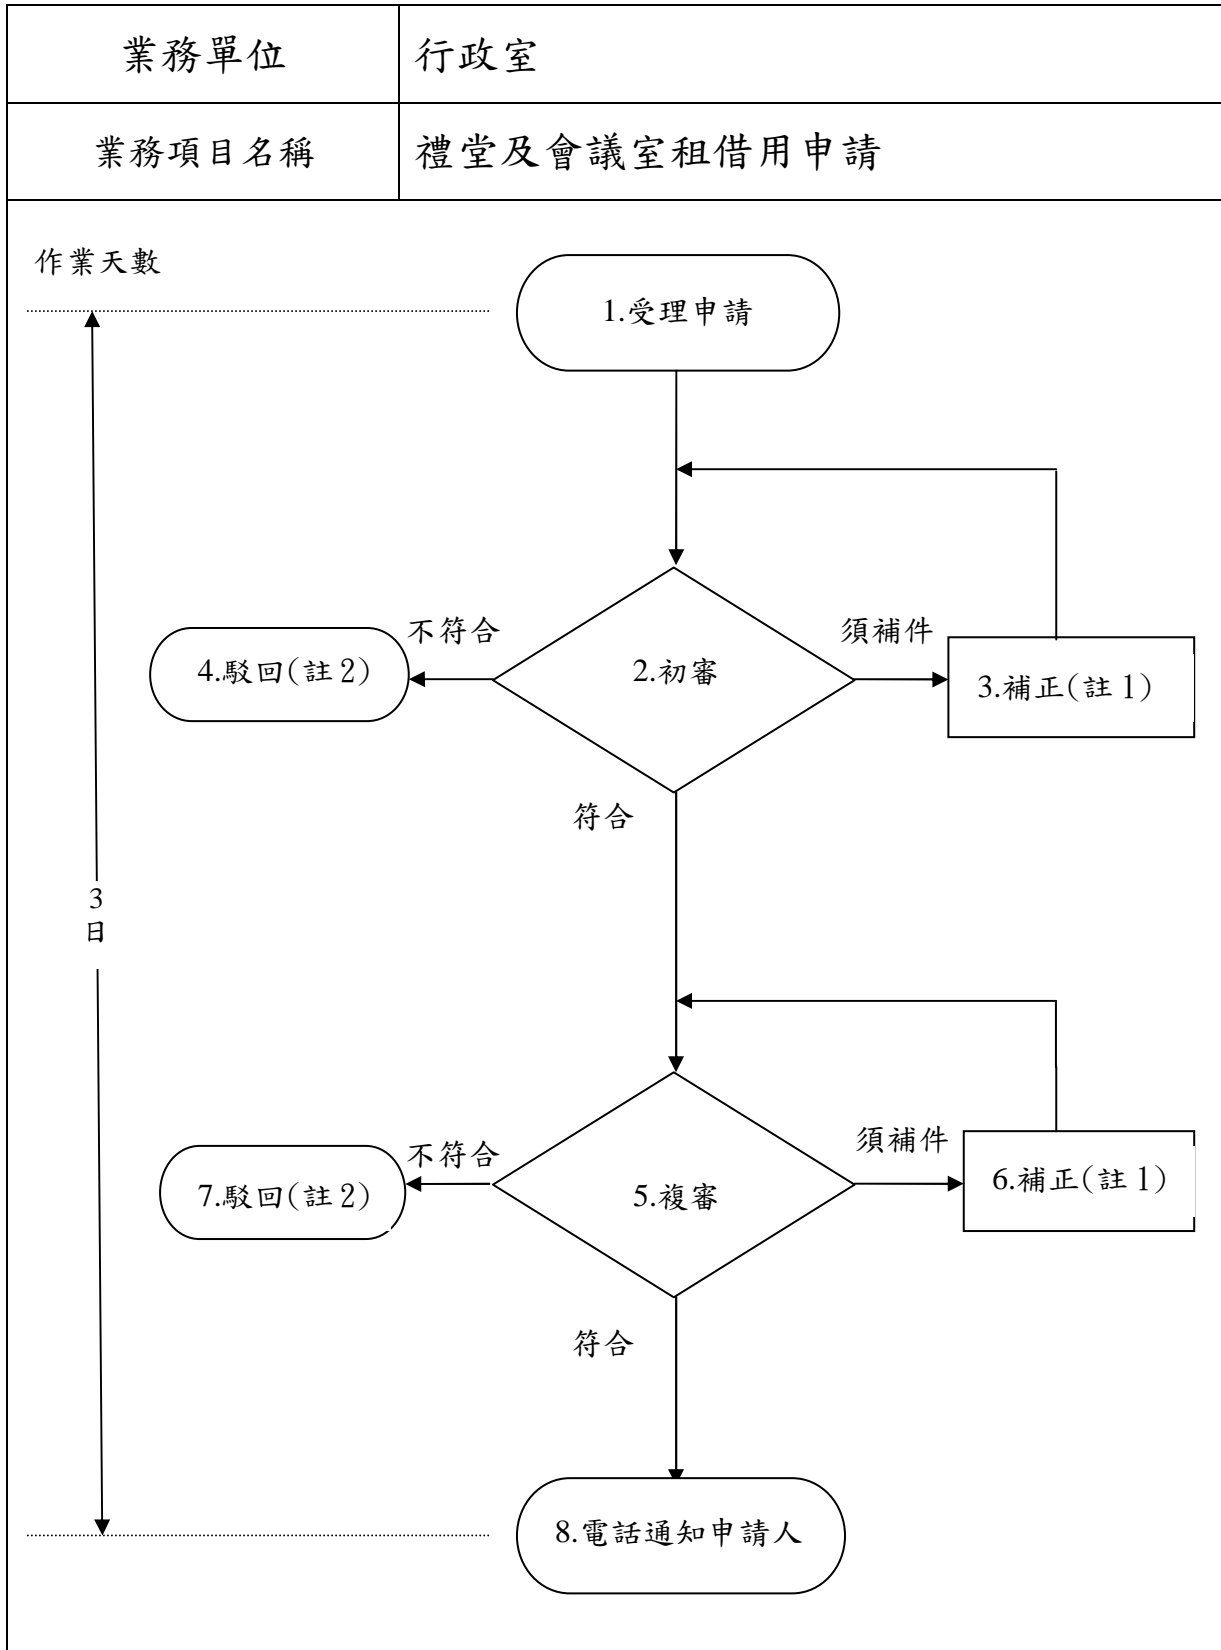 業務單位
行政室
業務項目名稱
禮堂及會議室租借用申請
作業天數
1.受理申請
不符合
須補件
4.駁回(註2)
2.初審
3.補正(註1)
符合
3
日
不符合
須補件
7.駁回(註2)
5.複審
6.補正(註1)
符合
8.電話通知申請人